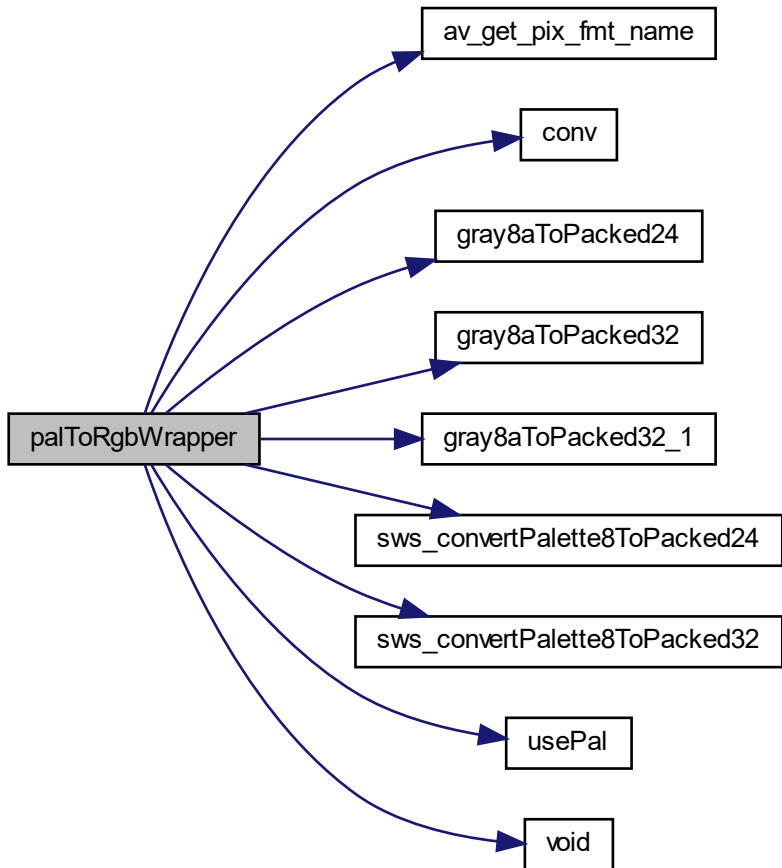 av_get_pix_fmt_name
conv
gray8aToPacked24
gray8aToPacked32
palToRgbWrapper
gray8aToPacked32_1
sws_convertPalette8ToPacked24
sws_convertPalette8ToPacked32
usePal
void